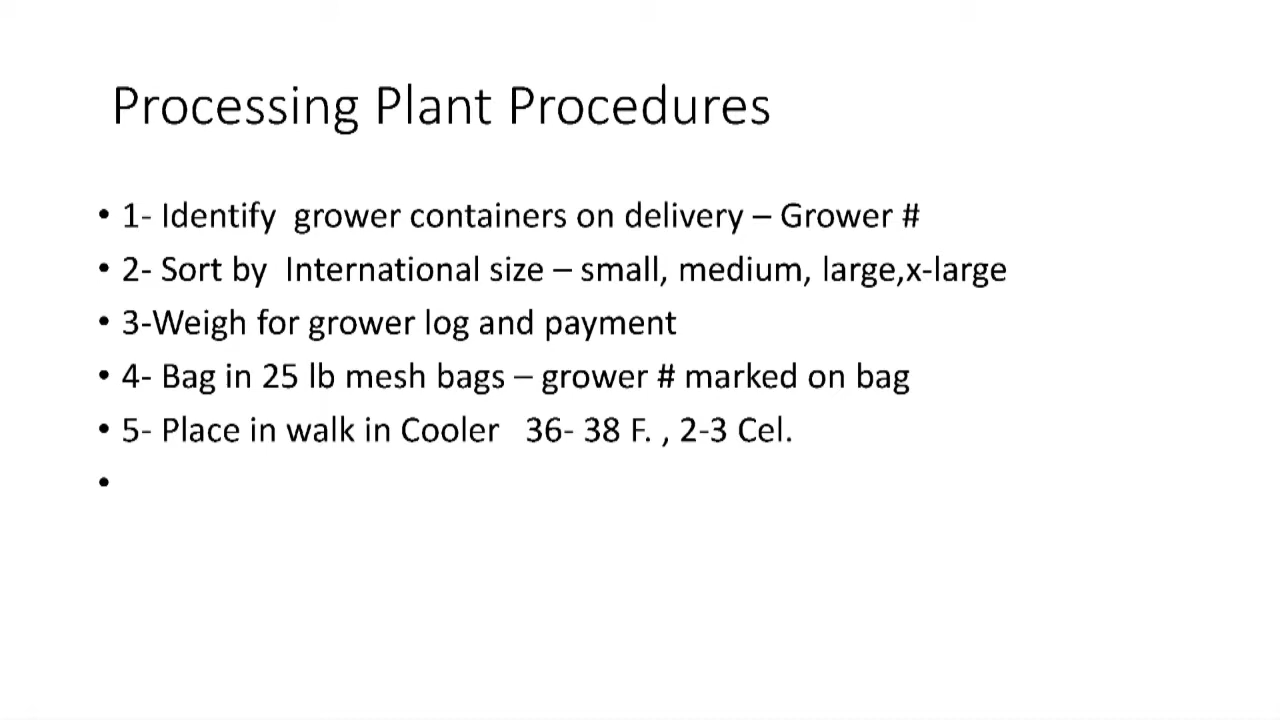 Processing Plant Procedures
• 1- Identify  grower containers on delivery – Grower #
• 2- Sort by  International size – small, medium, large,x-large
• 3-Weigh for grower log and payment
• 4- Bag in 25 lb mesh bags – grower # marked on bag
• 5- Place in walk in Cooler   36- 38 F. , 2-3 Cel.
•